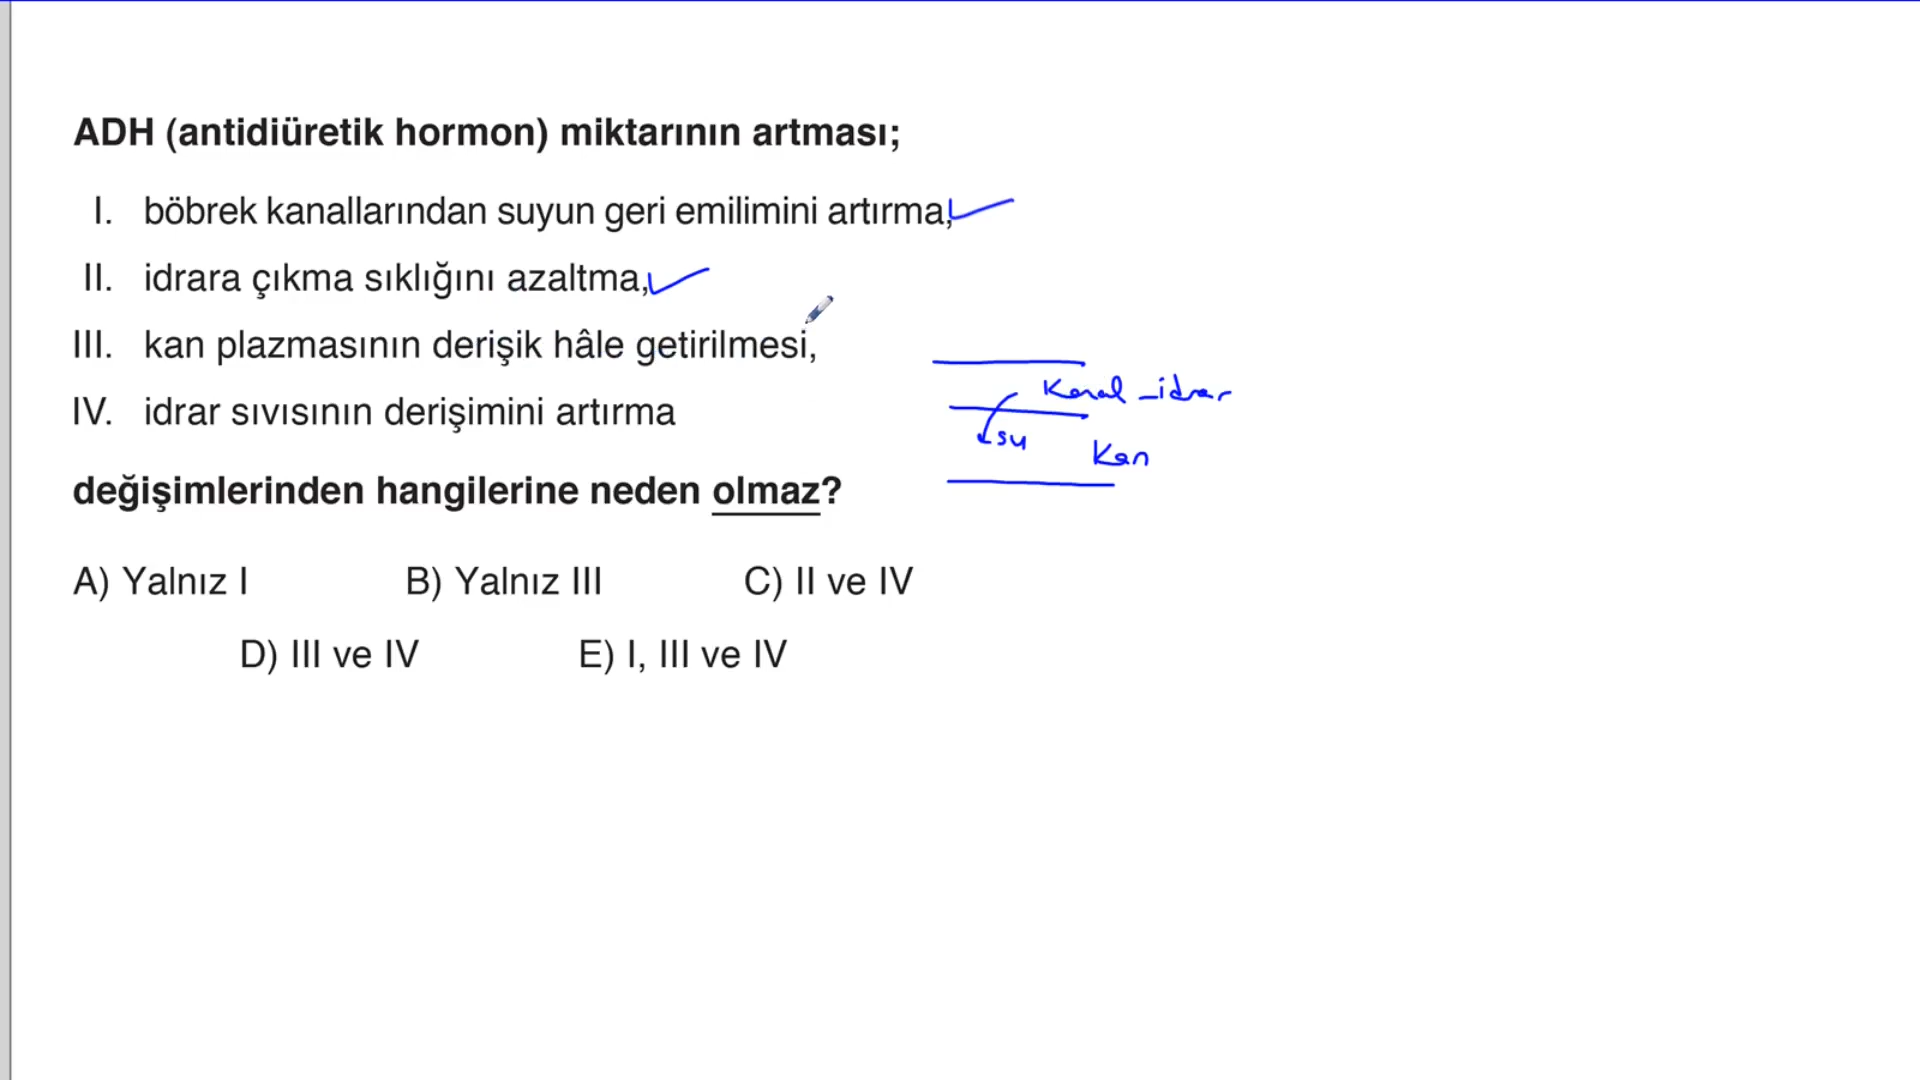 ADH (antidiüretik hormon) miktarının artması;
I. böbrek kanallarından suyun geri emilimini artırma,
II. idrara çıkma sıklığını azaltma,
III. kan plazmasının derişik hâle getirilmesi,
IV. idrar sıvısının derişimini artırma
Kanal - idrar
su
Kan
değişimlerinden hangilerine neden olmaz?
A) Yalnız I B) Yalnız III C) II ve IV
D) III ve IV E) I, III ve IV